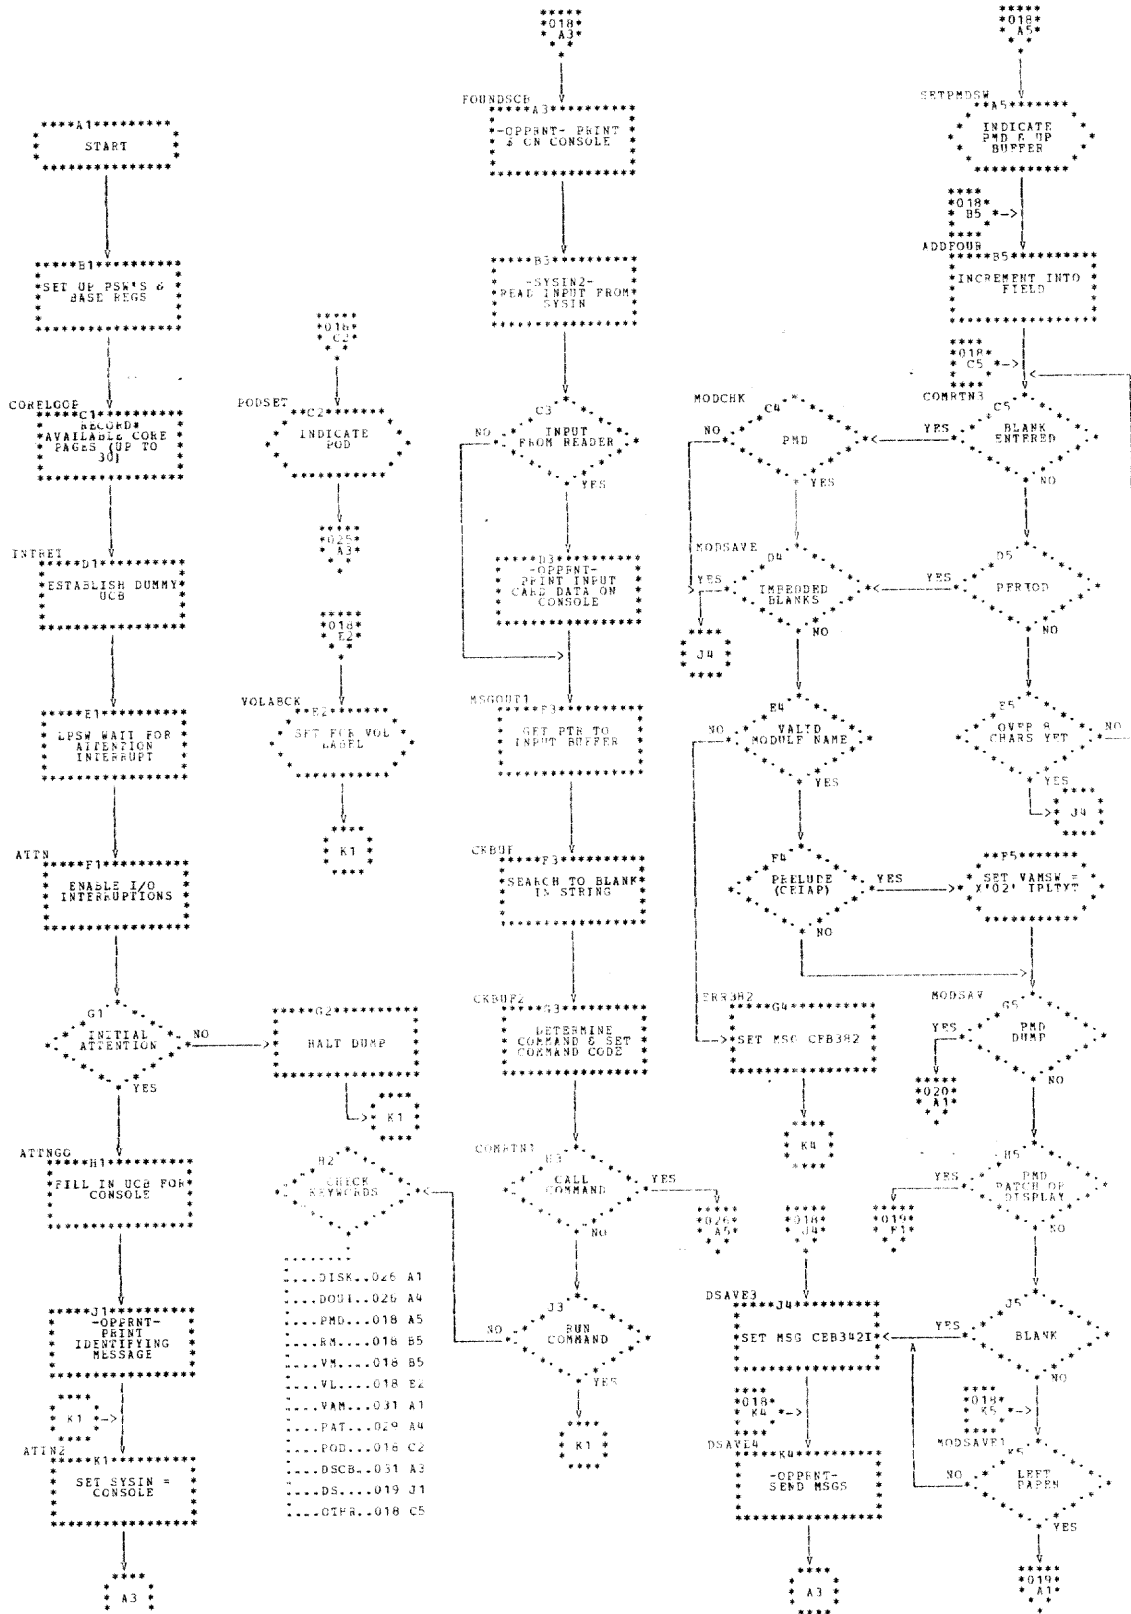 A1
START
B1
SET UP PSW'S &
BASE REGS
CORELOOP
C1
RECORD
AVAILABLE CORE
PAGES (UP TO
30)
INTRET
D1
ESTABLISH DUMMY
UCB
E1
LPSW WAIT FOR
ATTENTION
INTERRUPT
ATTN
F1
ENABLE I/O
INTERRUPTIONS
G1
INITIAL
ATTENTION
NO
YES
ATTNGO
H1
FILL IN UCB FOR
CONSOLE
J1
-OPPRNT-
PRINT
IDENTIFYING
MESSAGE
K1
ATTN2
K1
SET SYSIN =
CONSOLE
A3
018
C2
PODSET
C2
INDICATE
POD
025
A3
018
E2
VOLABCK
E2
SET FOR VOL
LABEL
K1
G2
HALT DUMP
K1
H2
CHECK
KEYWORDS
....DISK..026 A1
....DOUT..026 A4
....PMD...018 A5
....RM....018 B5
....VM....018 B5
....VL....018 E2
....VAM...031 A1
....PAT...029 A4
....POD...018 C2
....DSCB..031 A3
....DS....019 J1
....OTHR..018 C5
018
A3
FOUNDSCB
A3
-OPPRNT- PRINT
& ON CONSOLE
B3
-SYSIN2-
READ INPUT FROM
SYSIN
C3
INPUT
FROM READER
NO
YES
D3
-OPPRNT-
PRINT INPUT
CARD DATA ON
CONSOLE
MSGOUT1
E3
GET PTR TO
INPUT BUFFER
CKBUF
F3
SEARCH TO BLANK
IN STRING
CKBUF2
G3
DETERMINE
COMMAND & SET
COMMAND CODE
COMRTN1
H3
CALL
COMMAND
YES
NO
026
A5
J3
RUN
COMMAND
NO
YES
K1
MODCHK
C4
PMD
NO
YES
MODSAVE
D4
IMBEDDED
BLANKS
YES
NO
J4
E4
VALID
MODULE NAME
NO
YES
F4
PRELUDE
(CEIAP)
YES
NO
ERR382
G4
SET MSG CEB382
K4
018
J4
DSAVE3
J4
SET MSG CEB342I
018
K4
DSAVE4
K4
-OPPRNT-
SEND MSGS
A3
018
A5
SETPMDSW
A5
INDICATE
PMD & UP
BUFFER
018
B5
ADDFOUR
B5
INCREMENT INTO
FIELD
018
C5
COMRTN3
C5
BLANK
ENTERED
YES
NO
D5
PERIOD
YES
NO
E5
OVER 8
CHARS YET
NO
YES
J4
F5
SET VAMSW =
X'02' IPLTYT
MODSAV
G5
PMD
DUMP
YES
NO
020
A1
H5
PMD
PATCH OR
DISPLAY
YES
NO
019
F1
J5
BLANK
YES
NO
018
K5
MODSAVE1
K5
LEFT
PAREN
NO
YES
019
A1